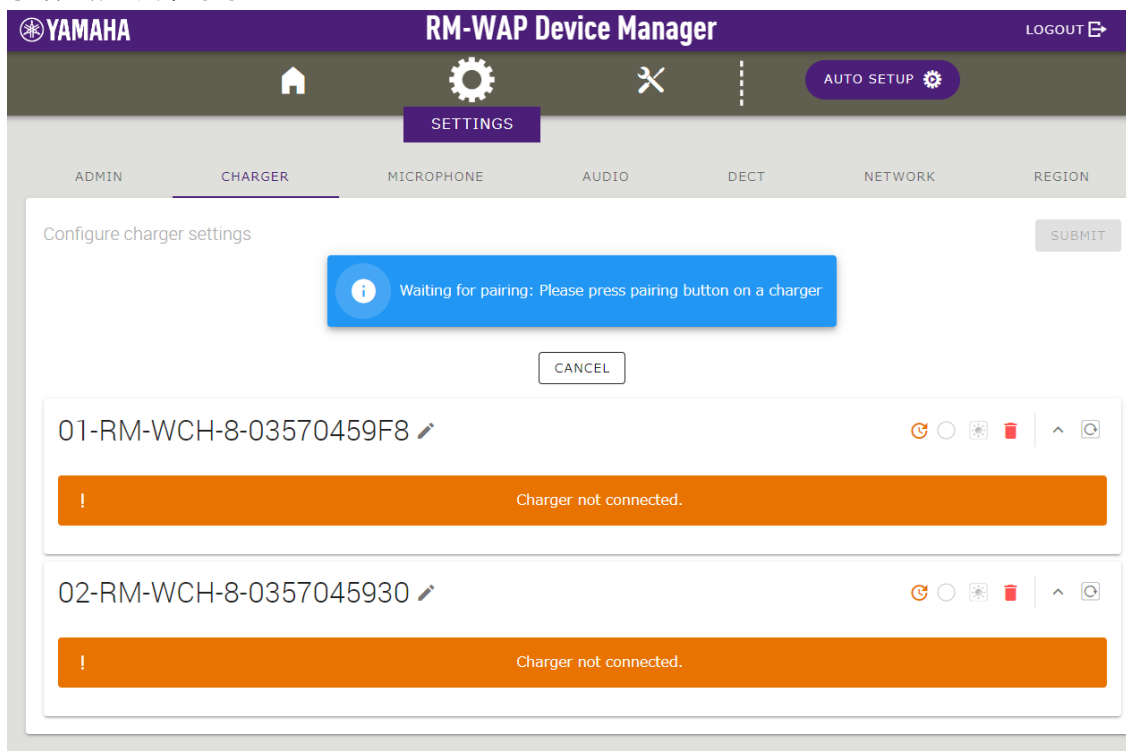 YAMAHA
RM-WAP Device Manager
LOGOUT
AUTO SETUP
SETTINGS
ADMIN CHARGER MICROPHONE AUDIO DECT NETWORK REGION
Configure charger settings
SUBMIT
Waiting for pairing: Please press pairing button on a charger
CANCEL
01-RM-WCH-8-03570459F8
! Charger not connected.
02-RM-WCH-8-0357045930
! Charger not connected.